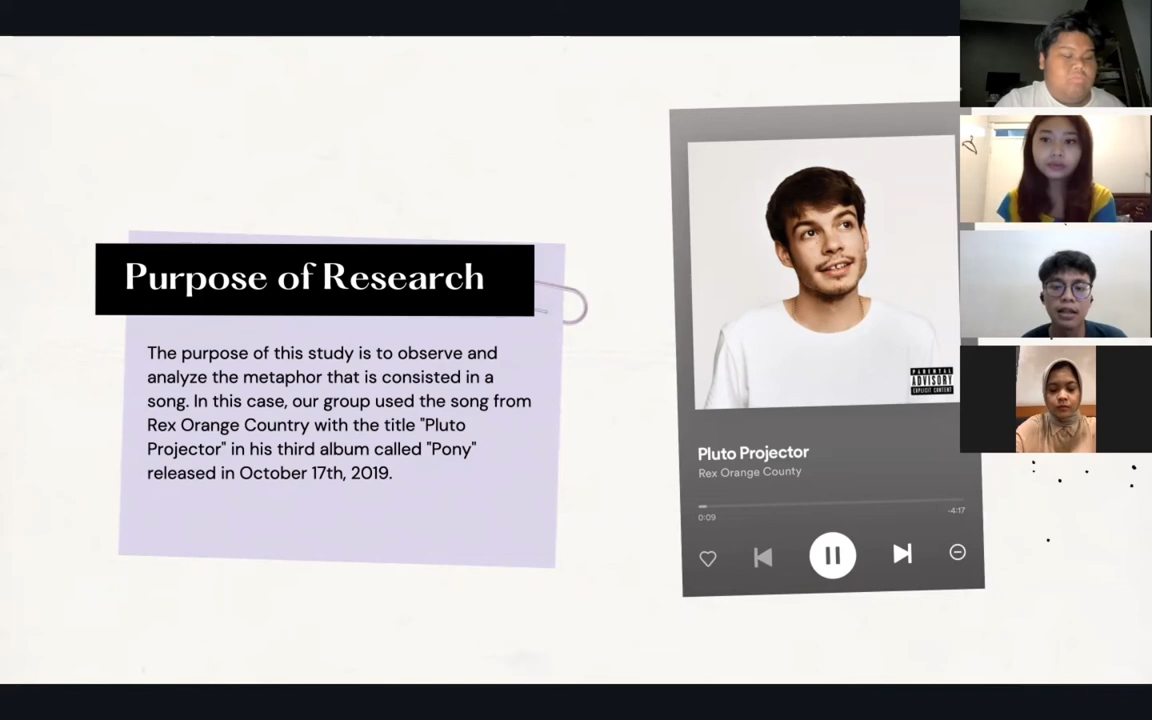 Purpose of Research
The purpose of this study is to observe and
analyze the metaphor that is consisted in a
song. In this case, our group used the song from
Rex Orange Country with the title "Pluto
Projector" in his third album called "Pony"
released in October 17th, 2019.
PARENTAL
ADVISORY
EXPLICIT CONTENT
Pluto Projector
Rex Orange County
0:09
-4:17